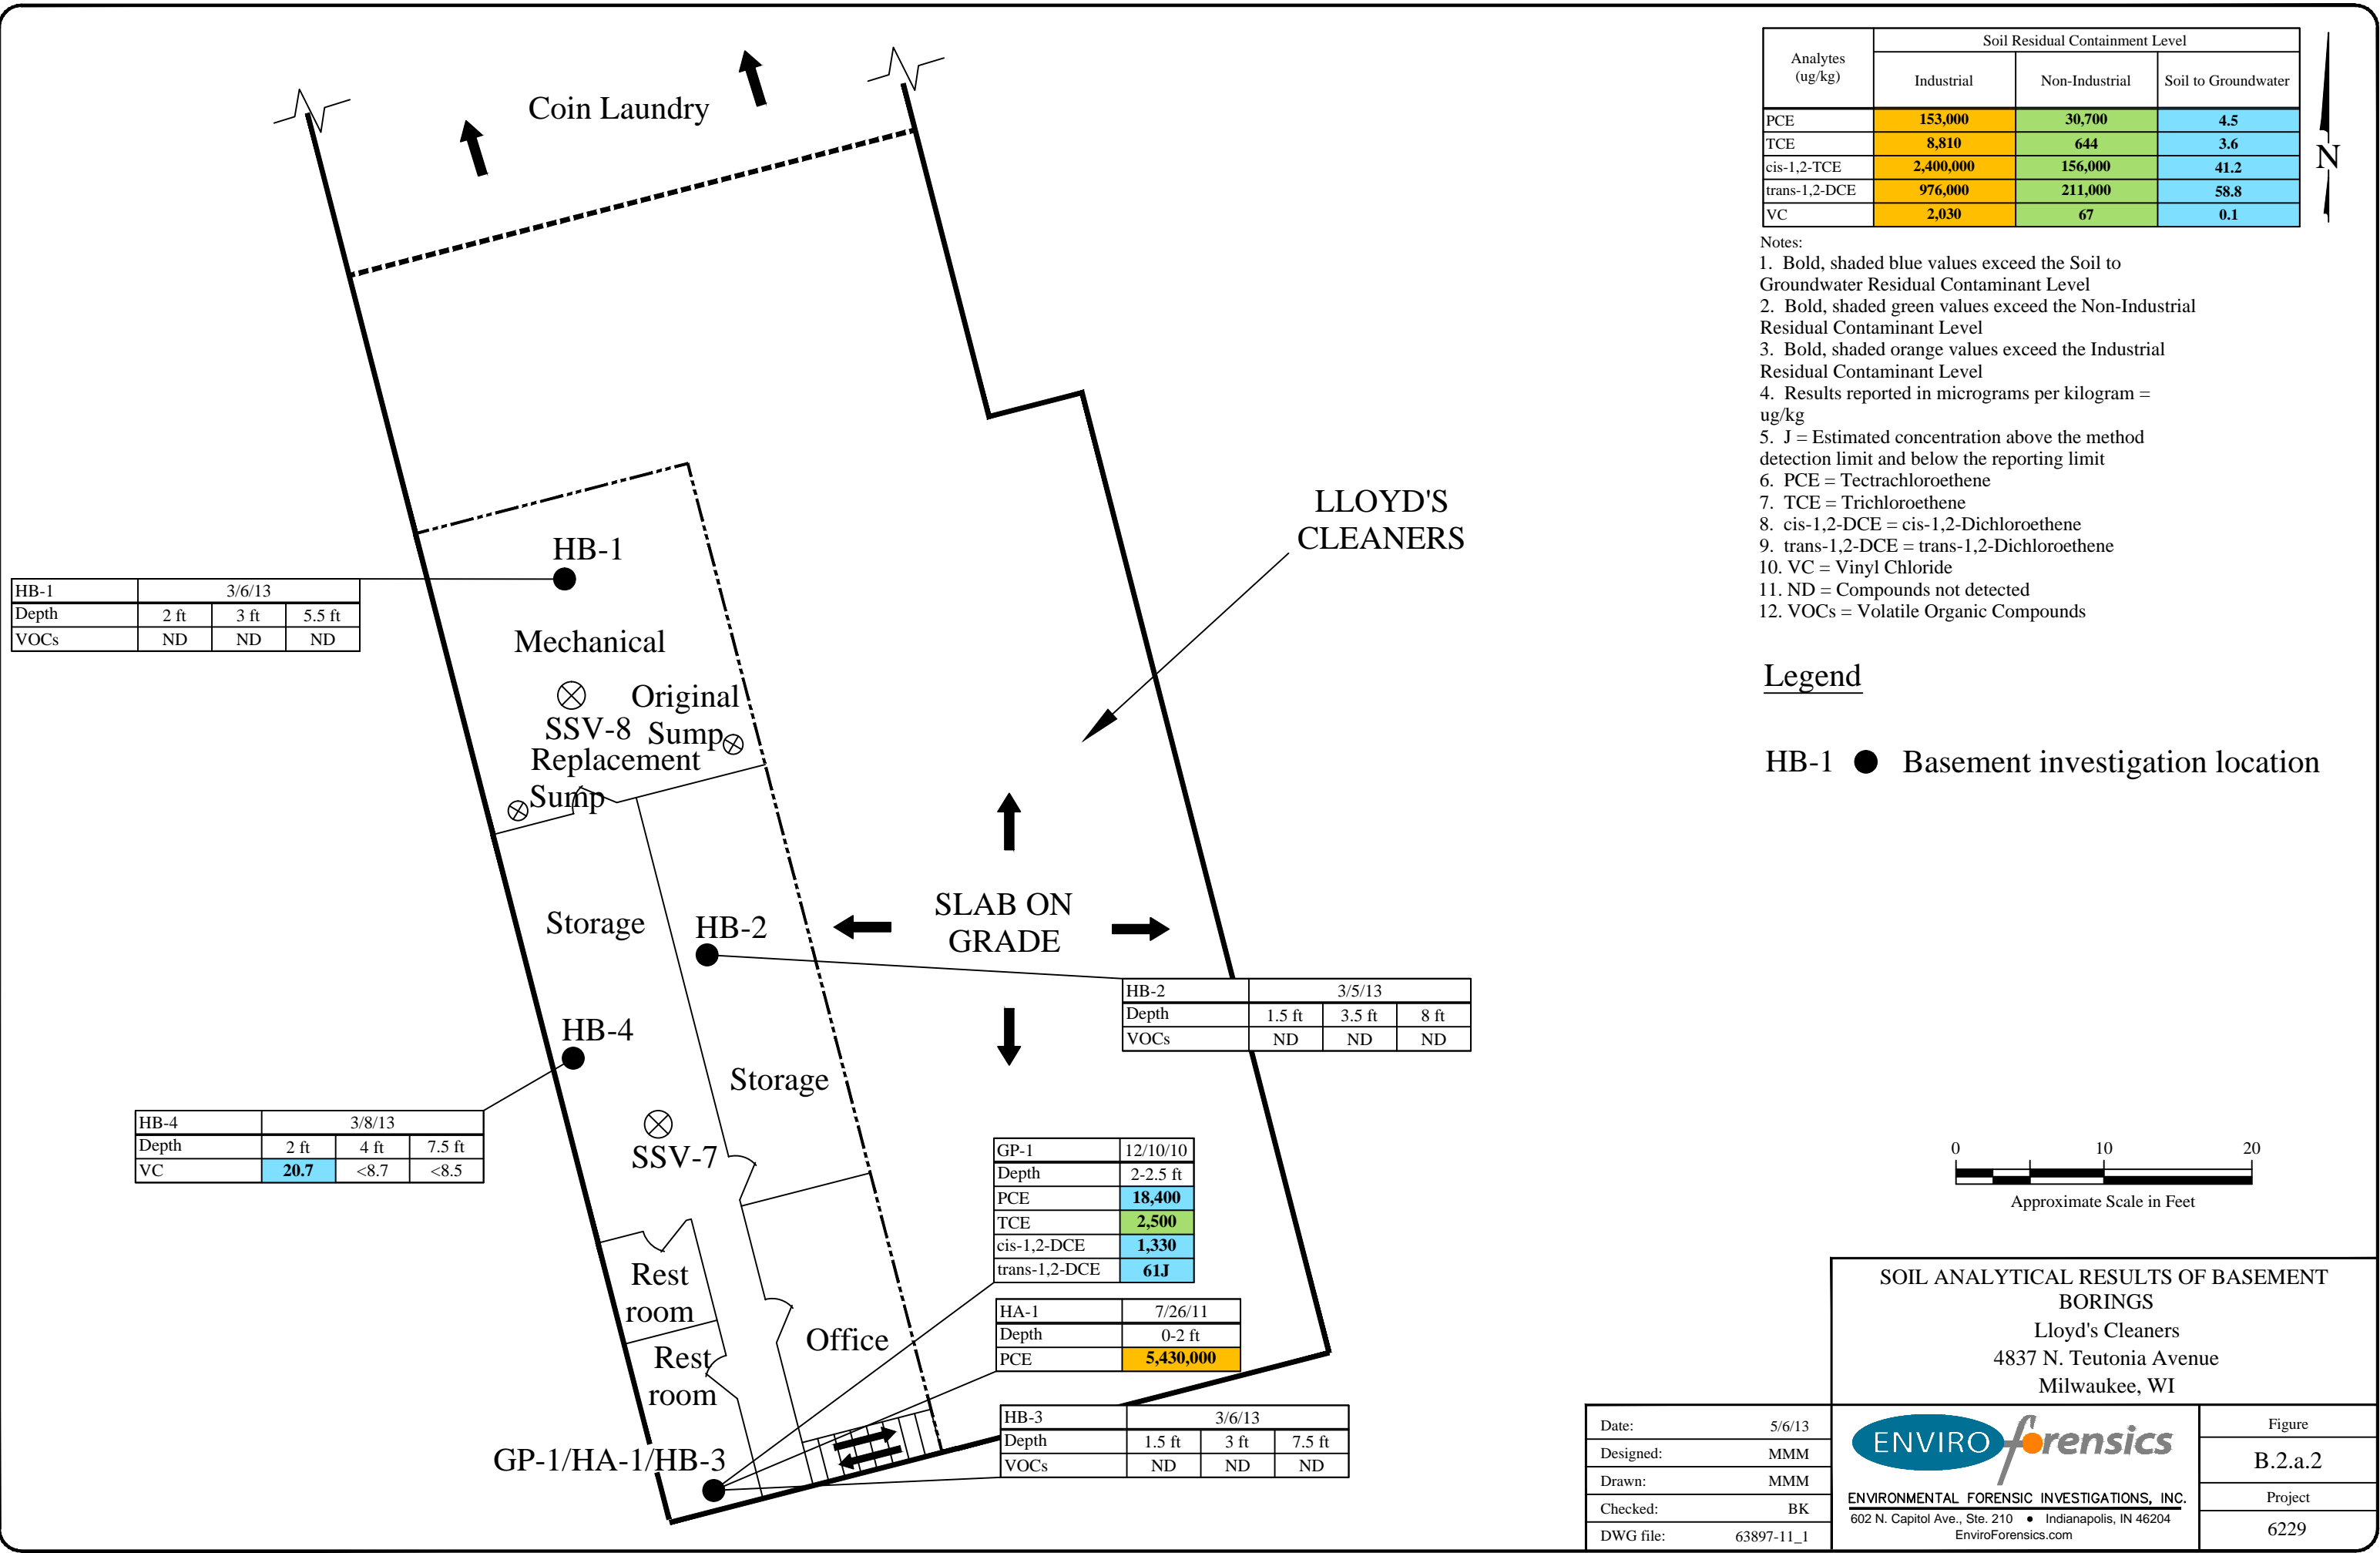 Coin Laundry
Analytes
(ug/kg)
Soil Residual Containment Level
Industrial Non-Industrial Soil to Groundwater
PCE 153,000 30,700 4.5
TCE 8,810 644 3.6
cis-1,2-TCE 2,400,000 156,000 41.2
trans-1,2-DCE 976,000 211,000 58.8
VC 2,030 67 0.1
N
Notes:
1. Bold, shaded blue values exceed the Soil to
Groundwater Residual Contaminant Level
2. Bold, shaded green values exceed the Non-Industrial
Residual Contaminant Level
3. Bold, shaded orange values exceed the Industrial
Residual Contaminant Level
4. Results reported in micrograms per kilogram =
ug/kg
5. J = Estimated concentration above the method
detection limit and below the reporting limit
6. PCE = Tectrachloroethene
7. TCE = Trichloroethene
8. cis-1,2-DCE = cis-1,2-Dichloroethene
9. trans-1,2-DCE = trans-1,2-Dichloroethene
10. VC = Vinyl Chloride
11. ND = Compounds not detected
12. VOCs = Volatile Organic Compounds
Legend
HB-1 Basement investigation location
LLOYD'S
CLEANERS
HB-1
HB-1 3/6/13
Depth 2 ft 3 ft 5.5 ft
VOCs ND ND ND
Mechanical
SSV-8
Original
Sump
Replacement
Sump
Storage
HB-2
SLAB ON
GRADE
HB-2 3/5/13
Depth 1.5 ft 3.5 ft 8 ft
VOCs ND ND ND
HB-4
Storage
HB-4 3/8/13
Depth 2 ft 4 ft 7.5 ft
VC 20.7 <8.7 <8.5
SSV-7
GP-1 12/10/10
Depth 2-2.5 ft
PCE 18,400
TCE 2,500
cis-1,2-DCE 1,330
trans-1,2-DCE 61J
Rest
room
Office
HA-1 7/26/11
Depth 0-2 ft
PCE 5,430,000
Rest
room
HB-3 3/6/13
Depth 1.5 ft 3 ft 7.5 ft
VOCs ND ND ND
GP-1/HA-1/HB-3
0 10 20
Approximate Scale in Feet
SOIL ANALYTICAL RESULTS OF BASEMENT
BORINGS
Lloyd's Cleaners
4837 N. Teutonia Avenue
Milwaukee, WI
Date: 5/6/13
Designed: MMM
Drawn: MMM
Checked: BK
DWG file: 63897-11_1
ENVIRO forensics
ENVIRONMENTAL FORENSIC INVESTIGATIONS, INC.
602 N. Capitol Ave., Ste. 210 ● Indianapolis, IN 46204
EnviroForensics.com
Figure
B.2.a.2
Project
6229